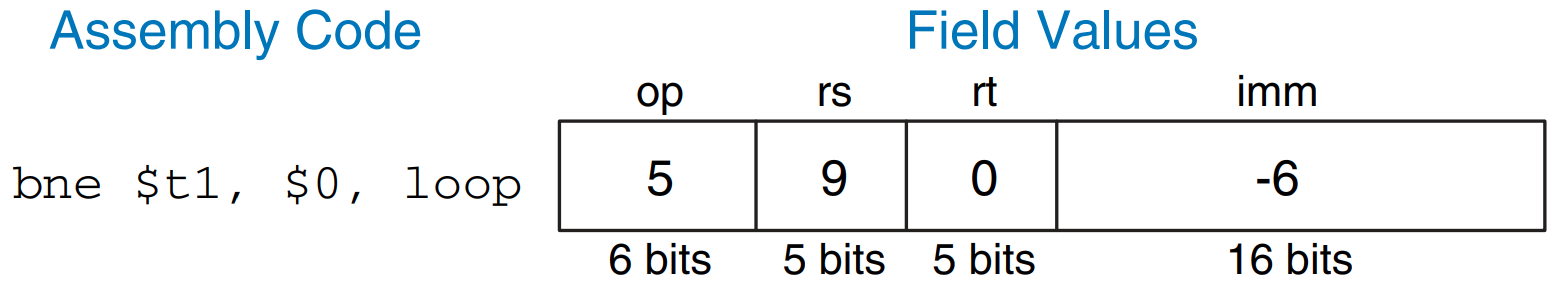 Assembly Code Field Values
op rs rt imm
bne $t1, $0, loop 5 9 0 -6
6 bits 5 bits 5 bits 16 bits